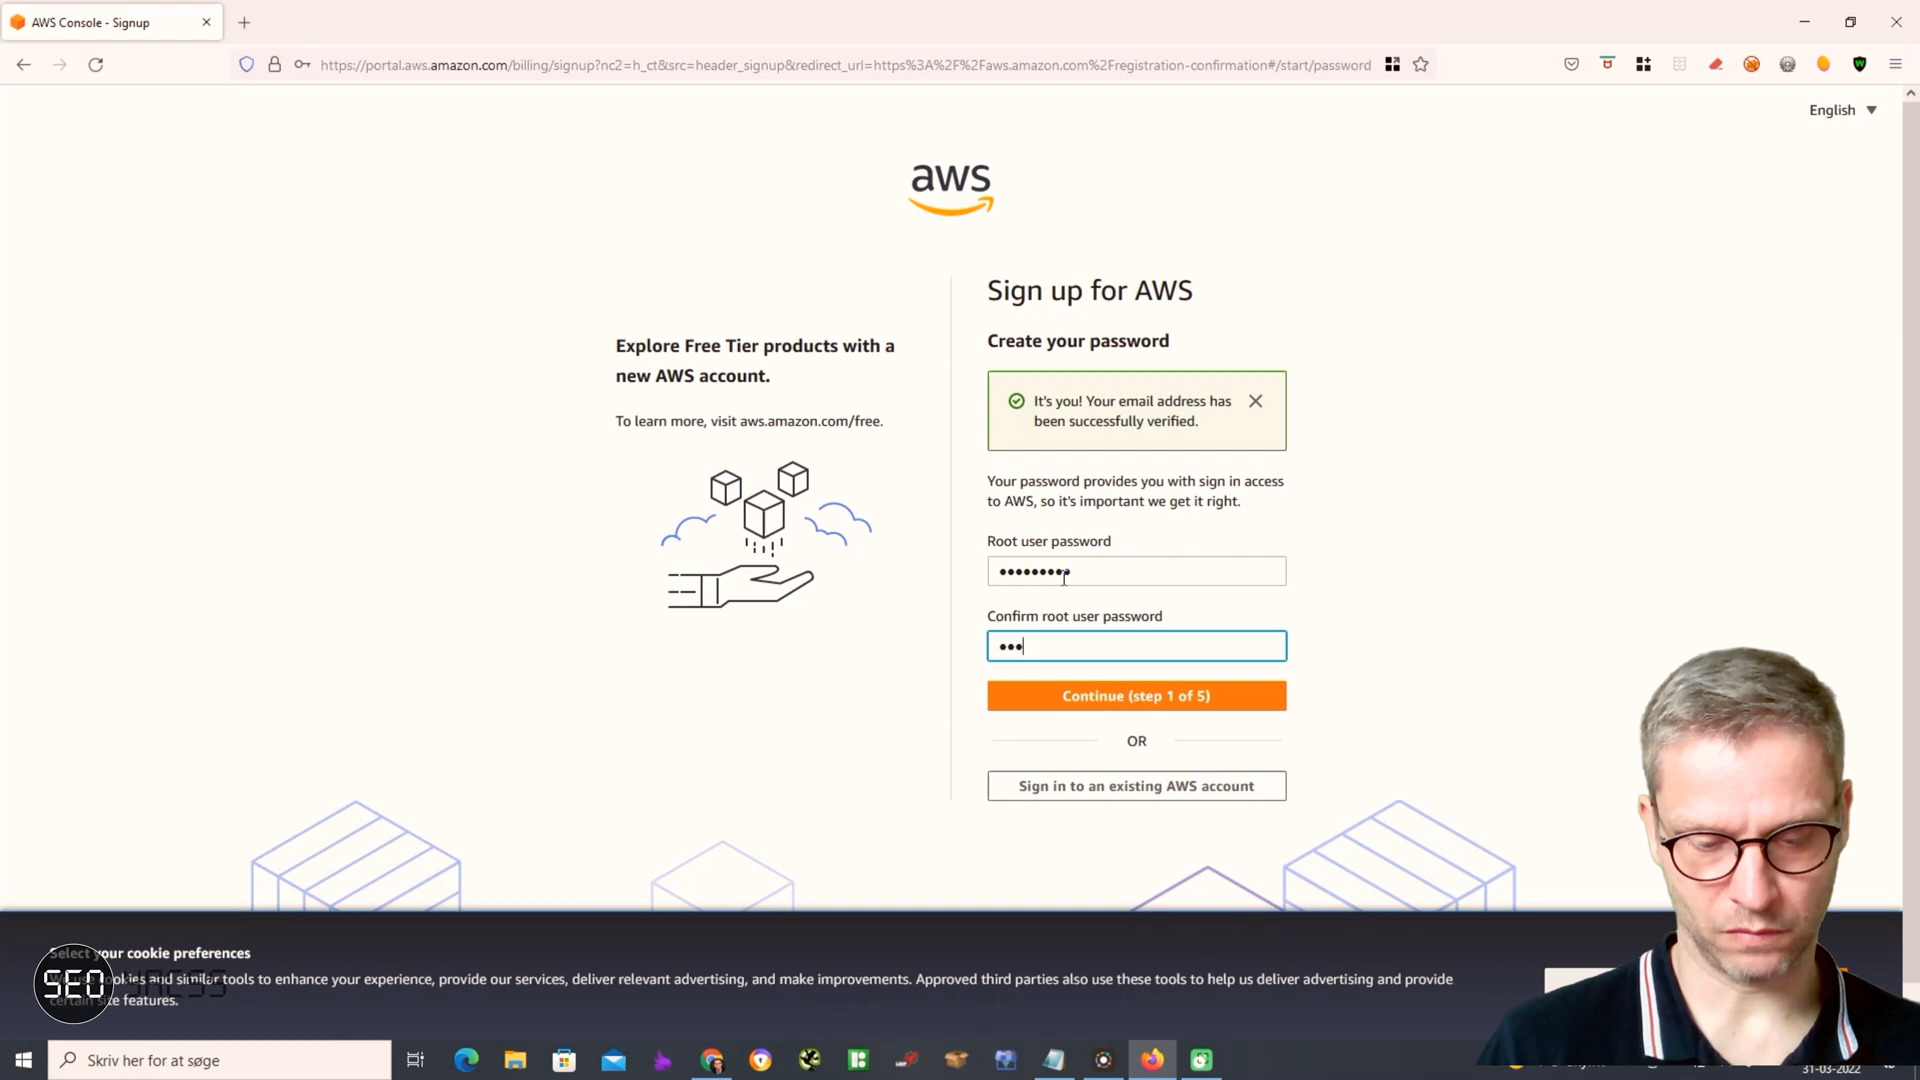 AWS Console - Signup
https://portal.aws.amazon.com/billing/signup?nc2=h_ct&src=header_signup&redirect_url=https%3A%2F%2Faws.amazon.com%2Fregistration-confirmation#/start/password
English
aws
Explore Free Tier products with a
new AWS account.
To learn more, visit aws.amazon.com/free.
Sign up for AWS
Create your password
It's you! Your email address has
been successfully verified.
Your password provides you with sign in access
to AWS, so it's important we get it right.
Root user password
•••••••••
Confirm root user password
•••
Continue (step 1 of 5)
OR
Sign in to an existing AWS account
Select your cookie preferences
cookies and similar tools to enhance your experience, provide our services, deliver relevant advertising, and make improvements. Approved third parties also use these tools to help us deliver advertising and provide
certain site features.
SEO
Skriv her for at søge
31-03-2022